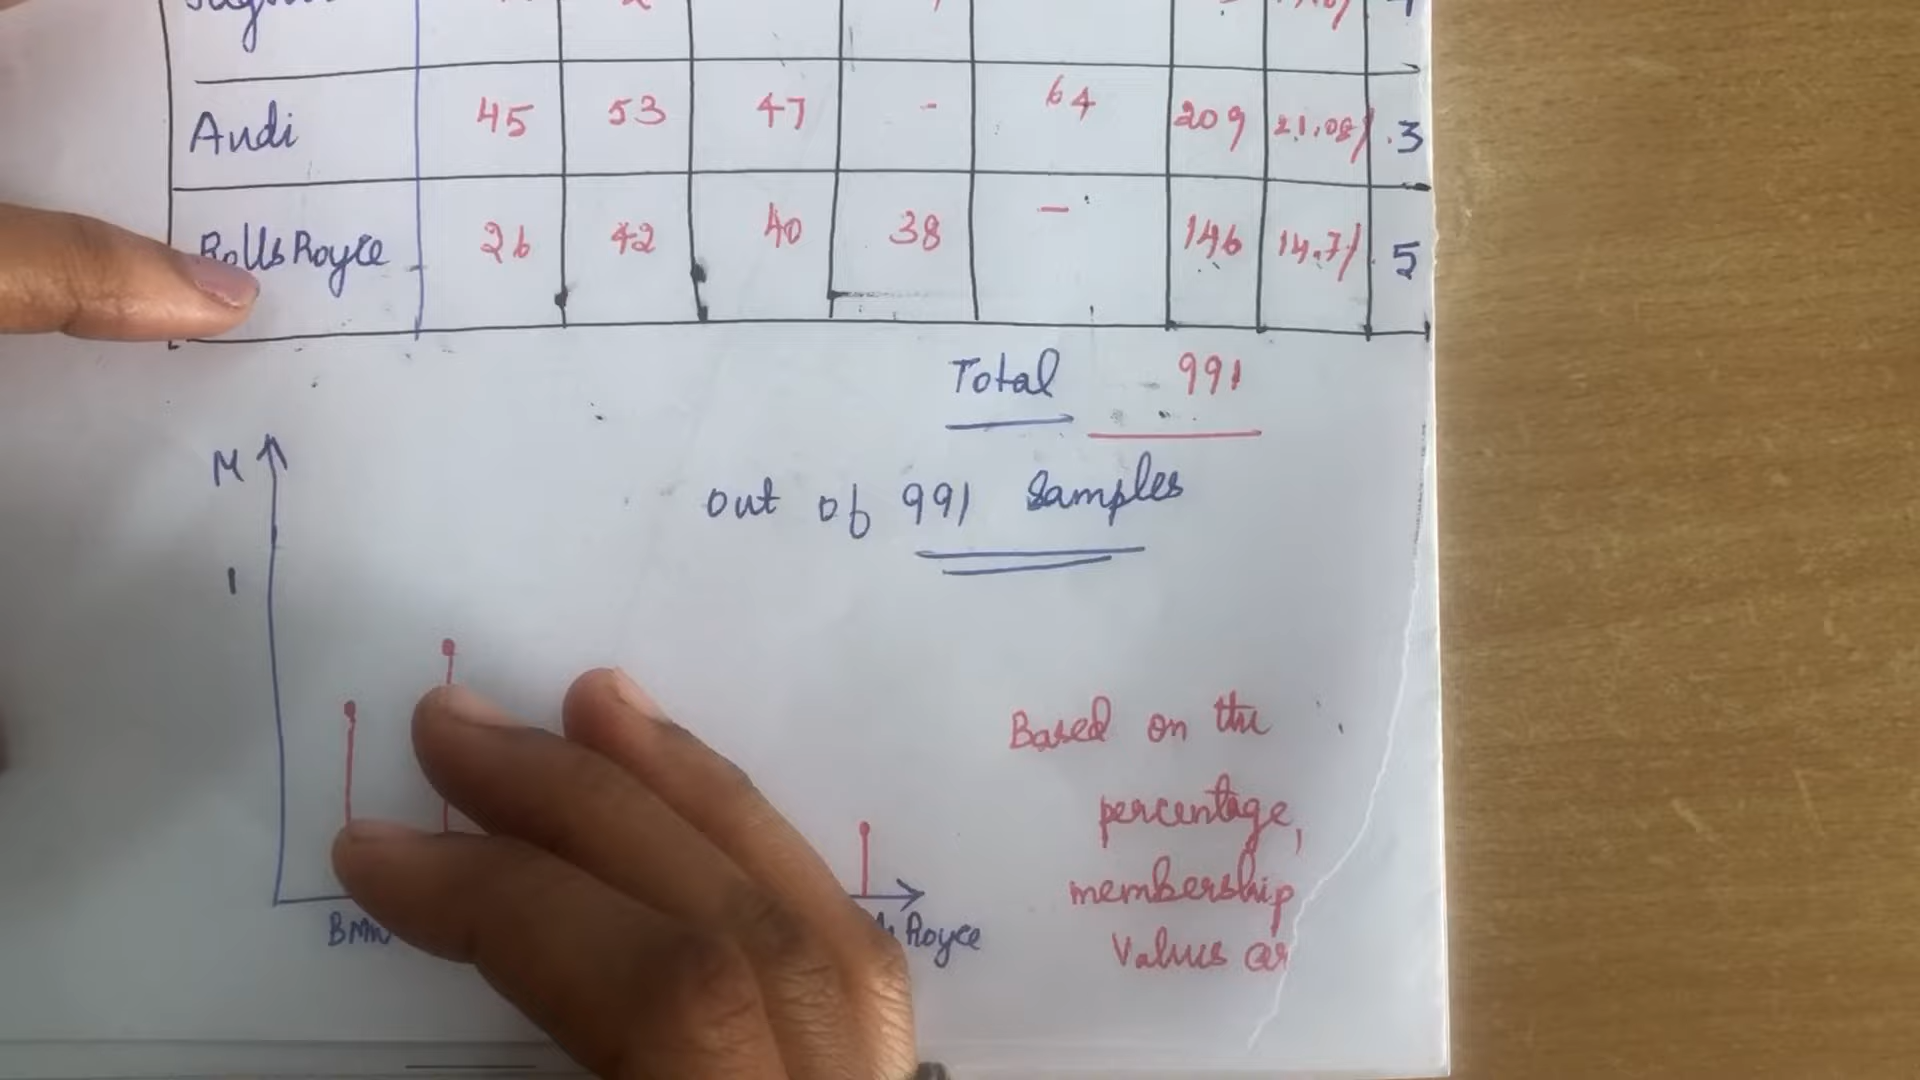 Audi 45 53 47 - 64 209 21.08% 3
Rolls Royce 26 42 40 38 - 146 14.7% 5
Total 991
out of 991 samples
μ
1
Based on the
percentage,
membership
Values ar
BMW Royce